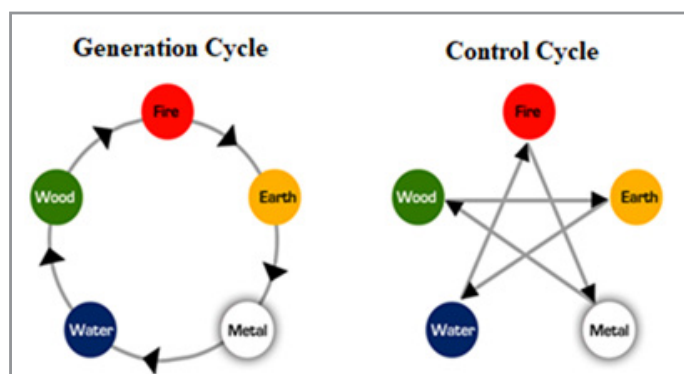 Generation Cycle
Control Cycle
Fire
Wood
Earth
Water
Metal
Fire
Wood
Earth
Water
Metal